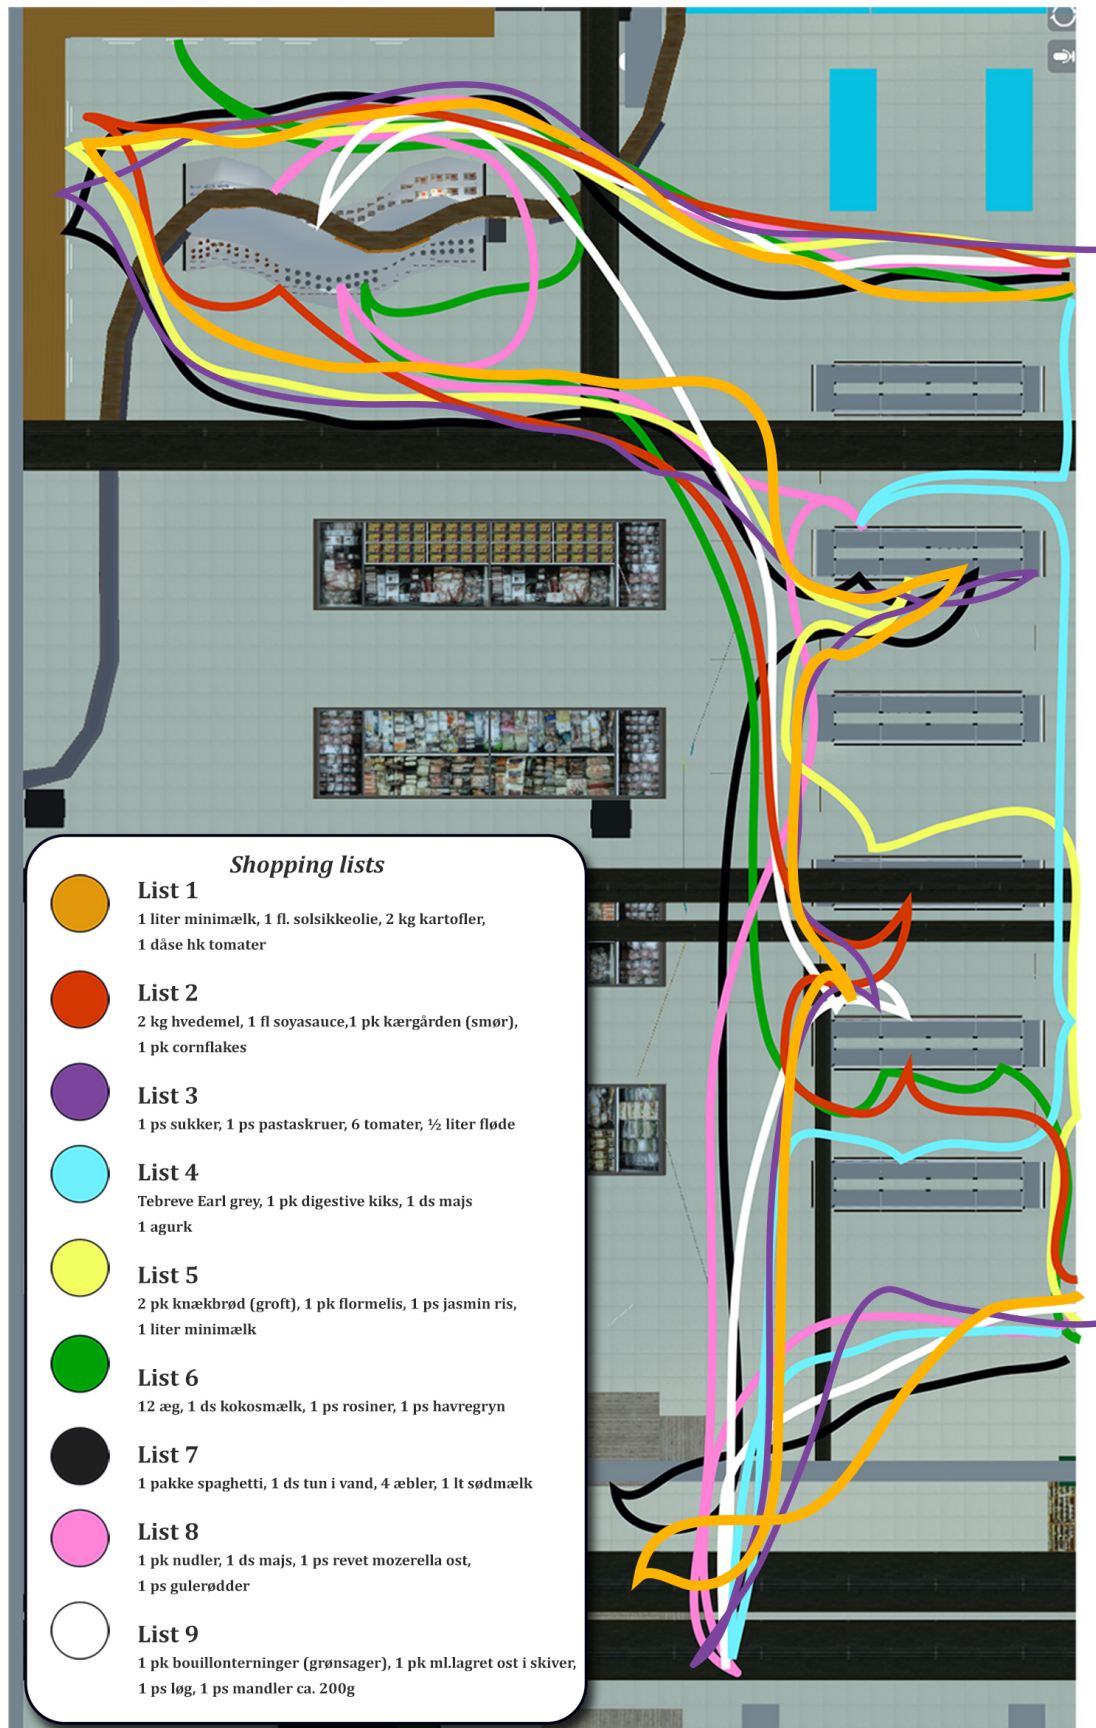 Shopping lists
List 1
1 liter minimælk, 1 fl. solsikkeolie, 2 kg kartofler,
1 dåse hk tomater
List 2
2 kg hvedemel, 1 fl soyasauce,1 pk kærgården (smør),
1 pk cornflakes
List 3
1 ps sukker, 1 ps pastaskruer, 6 tomater, ½ liter fløde
List 4
Tebreve Earl grey, 1 pk digestive kiks, 1 ds majs
1 agurk
List 5
2 pk knækbrød (groft), 1 pk flormelis, 1 ps jasmin ris,
1 liter minimælk
List 6
12 æg, 1 ds kokosmælk, 1 ps rosiner, 1 ps havregryn
List 7
1 pakke spaghetti, 1 ds tun i vand, 4 æbler, 1 lt sødmælk
List 8
1 pk nudler, 1 ds majs, 1 ps revet mozerella ost,
1 ps gulerødder
List 9
1 pk bouillonterninger (grønsager), 1 pk ml.lagret ost i skiver,
1 ps løg, 1 ps mandler ca. 200g